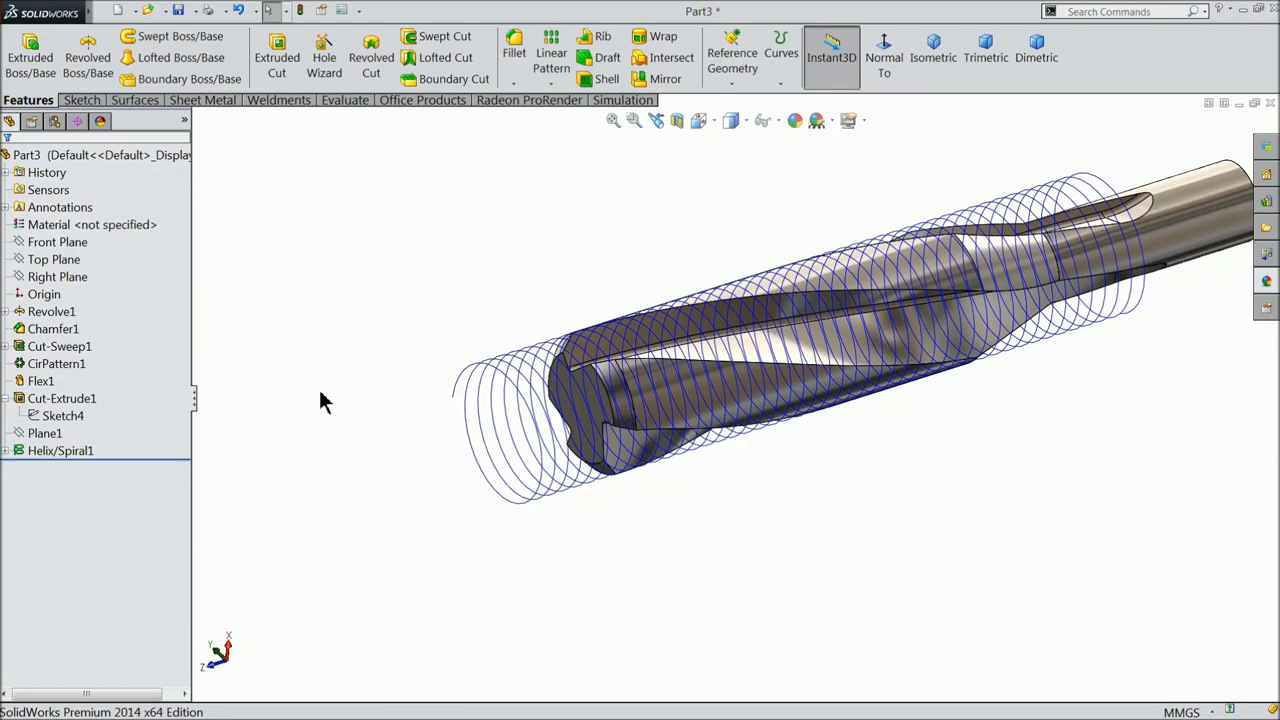 SOLIDWORKS
Part3 *
Search Commands
Extruded Boss/Base
Revolved Boss/Base
Swept Boss/Base
Lofted Boss/Base
Boundary Boss/Base
Extruded Cut
Hole Wizard
Revolved Cut
Swept Cut
Lofted Cut
Boundary Cut
Fillet
Linear Pattern
Rib
Draft
Shell
Wrap
Intersect
Mirror
Reference Geometry
Curves
Instant3D
Normal To
Isometric
Trimetric
Dimetric
Features Sketch Surfaces Sheet Metal Weldments Evaluate Office Products Radeon ProRender Simulation
Part3 (Default<<Default>_Display
History
Sensors
Annotations
Material <not specified>
Front Plane
Top Plane
Right Plane
Origin
Revolve1
Chamfer1
Cut-Sweep1
CirPattern1
Flex1
Cut-Extrude1
Sketch4
Plane1
Helix/Spiral1
X
Y
Z
SolidWorks Premium 2014 x64 Edition
MMGS